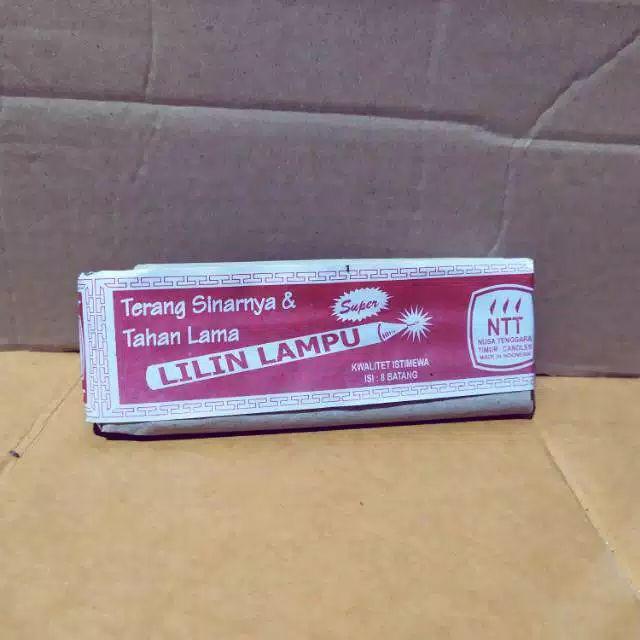 Terang Sinarnya &
Tahan Lama
Super
LILIN LAMPU
KWALITET ISTIMEWA
ISI : 8 BATANG
NTT
NUSA TENGGARA
TIMUR CANDLES
MADE IN INDONESIA